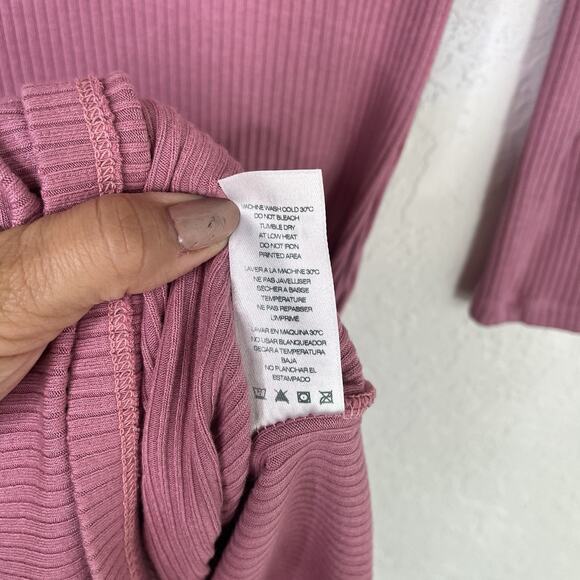 MACHINE WASH COLD 30°C
DO NOT BLEACH
TUMBLE DRY
AT LOW HEAT
DO NOT IRON
PRINTED AREA
LAVER A LA MACHINE 30°C
NE PAS JAVELLISER
SECHER A BASSE
TEMPÉRATURE
NE PAS REPASSER
L'IMPRIMÉ
LAVAR EN MAQUINA 30°C
NO USAR BLANQUEADOR
SECAR A TEMPERATURA
BAJA
NO PLANCHAR EL
ESTAMPADO